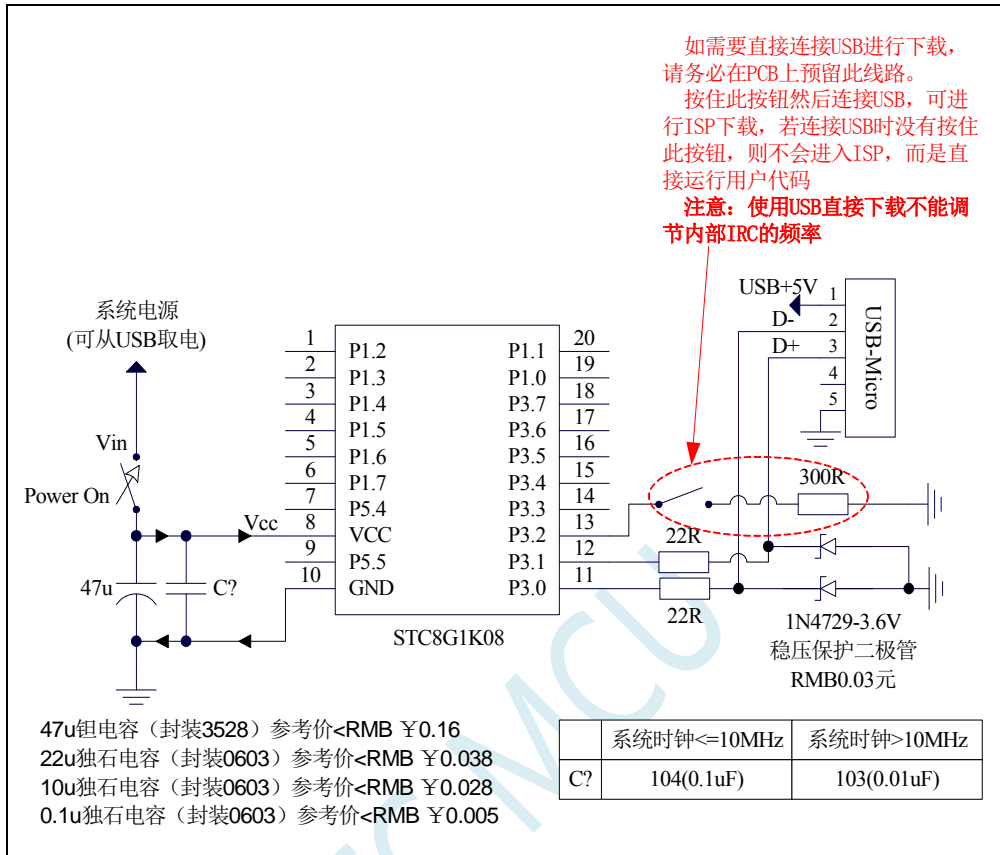 如需要直接连接USB进行下载，
请务必在PCB上预留此线路。
按住此按钮然后连接USB，可进
行ISP下载，若连接USB时没有按住
此按钮，则不会进入ISP，而是直
接运行用户代码
注意：使用USB直接下载不能调
节内部IRC的频率
系统电源
(可从USB取电)
Vin
Power On
Vcc
47u
C?
1 P1.2
2 P1.3
3 P1.4
4 P1.5
5 P1.6
6 P1.7
7 P5.4
8 VCC
9 P5.5
10 GND
P1.1 20
P1.0 19
P3.7 18
P3.6 17
P3.5 16
P3.4 15
P3.3 14
P3.2 13
P3.1 12
P3.0 11
STC8G1K08
USB+5V 1
D- 2
D+ 3
4
5
USB-Micro
300R
22R
22R
1N4729-3.6V
稳压保护二极管
RMB0.03元
47u钽电容（封装3528）参考价<RMB ￥0.16
22u独石电容（封装0603）参考价<RMB ￥0.038
10u独石电容（封装0603）参考价<RMB ￥0.028
0.1u独石电容（封装0603）参考价<RMB ￥0.005
系统时钟<=10MHz 系统时钟>10MHz
C? 104(0.1uF) 103(0.01uF)